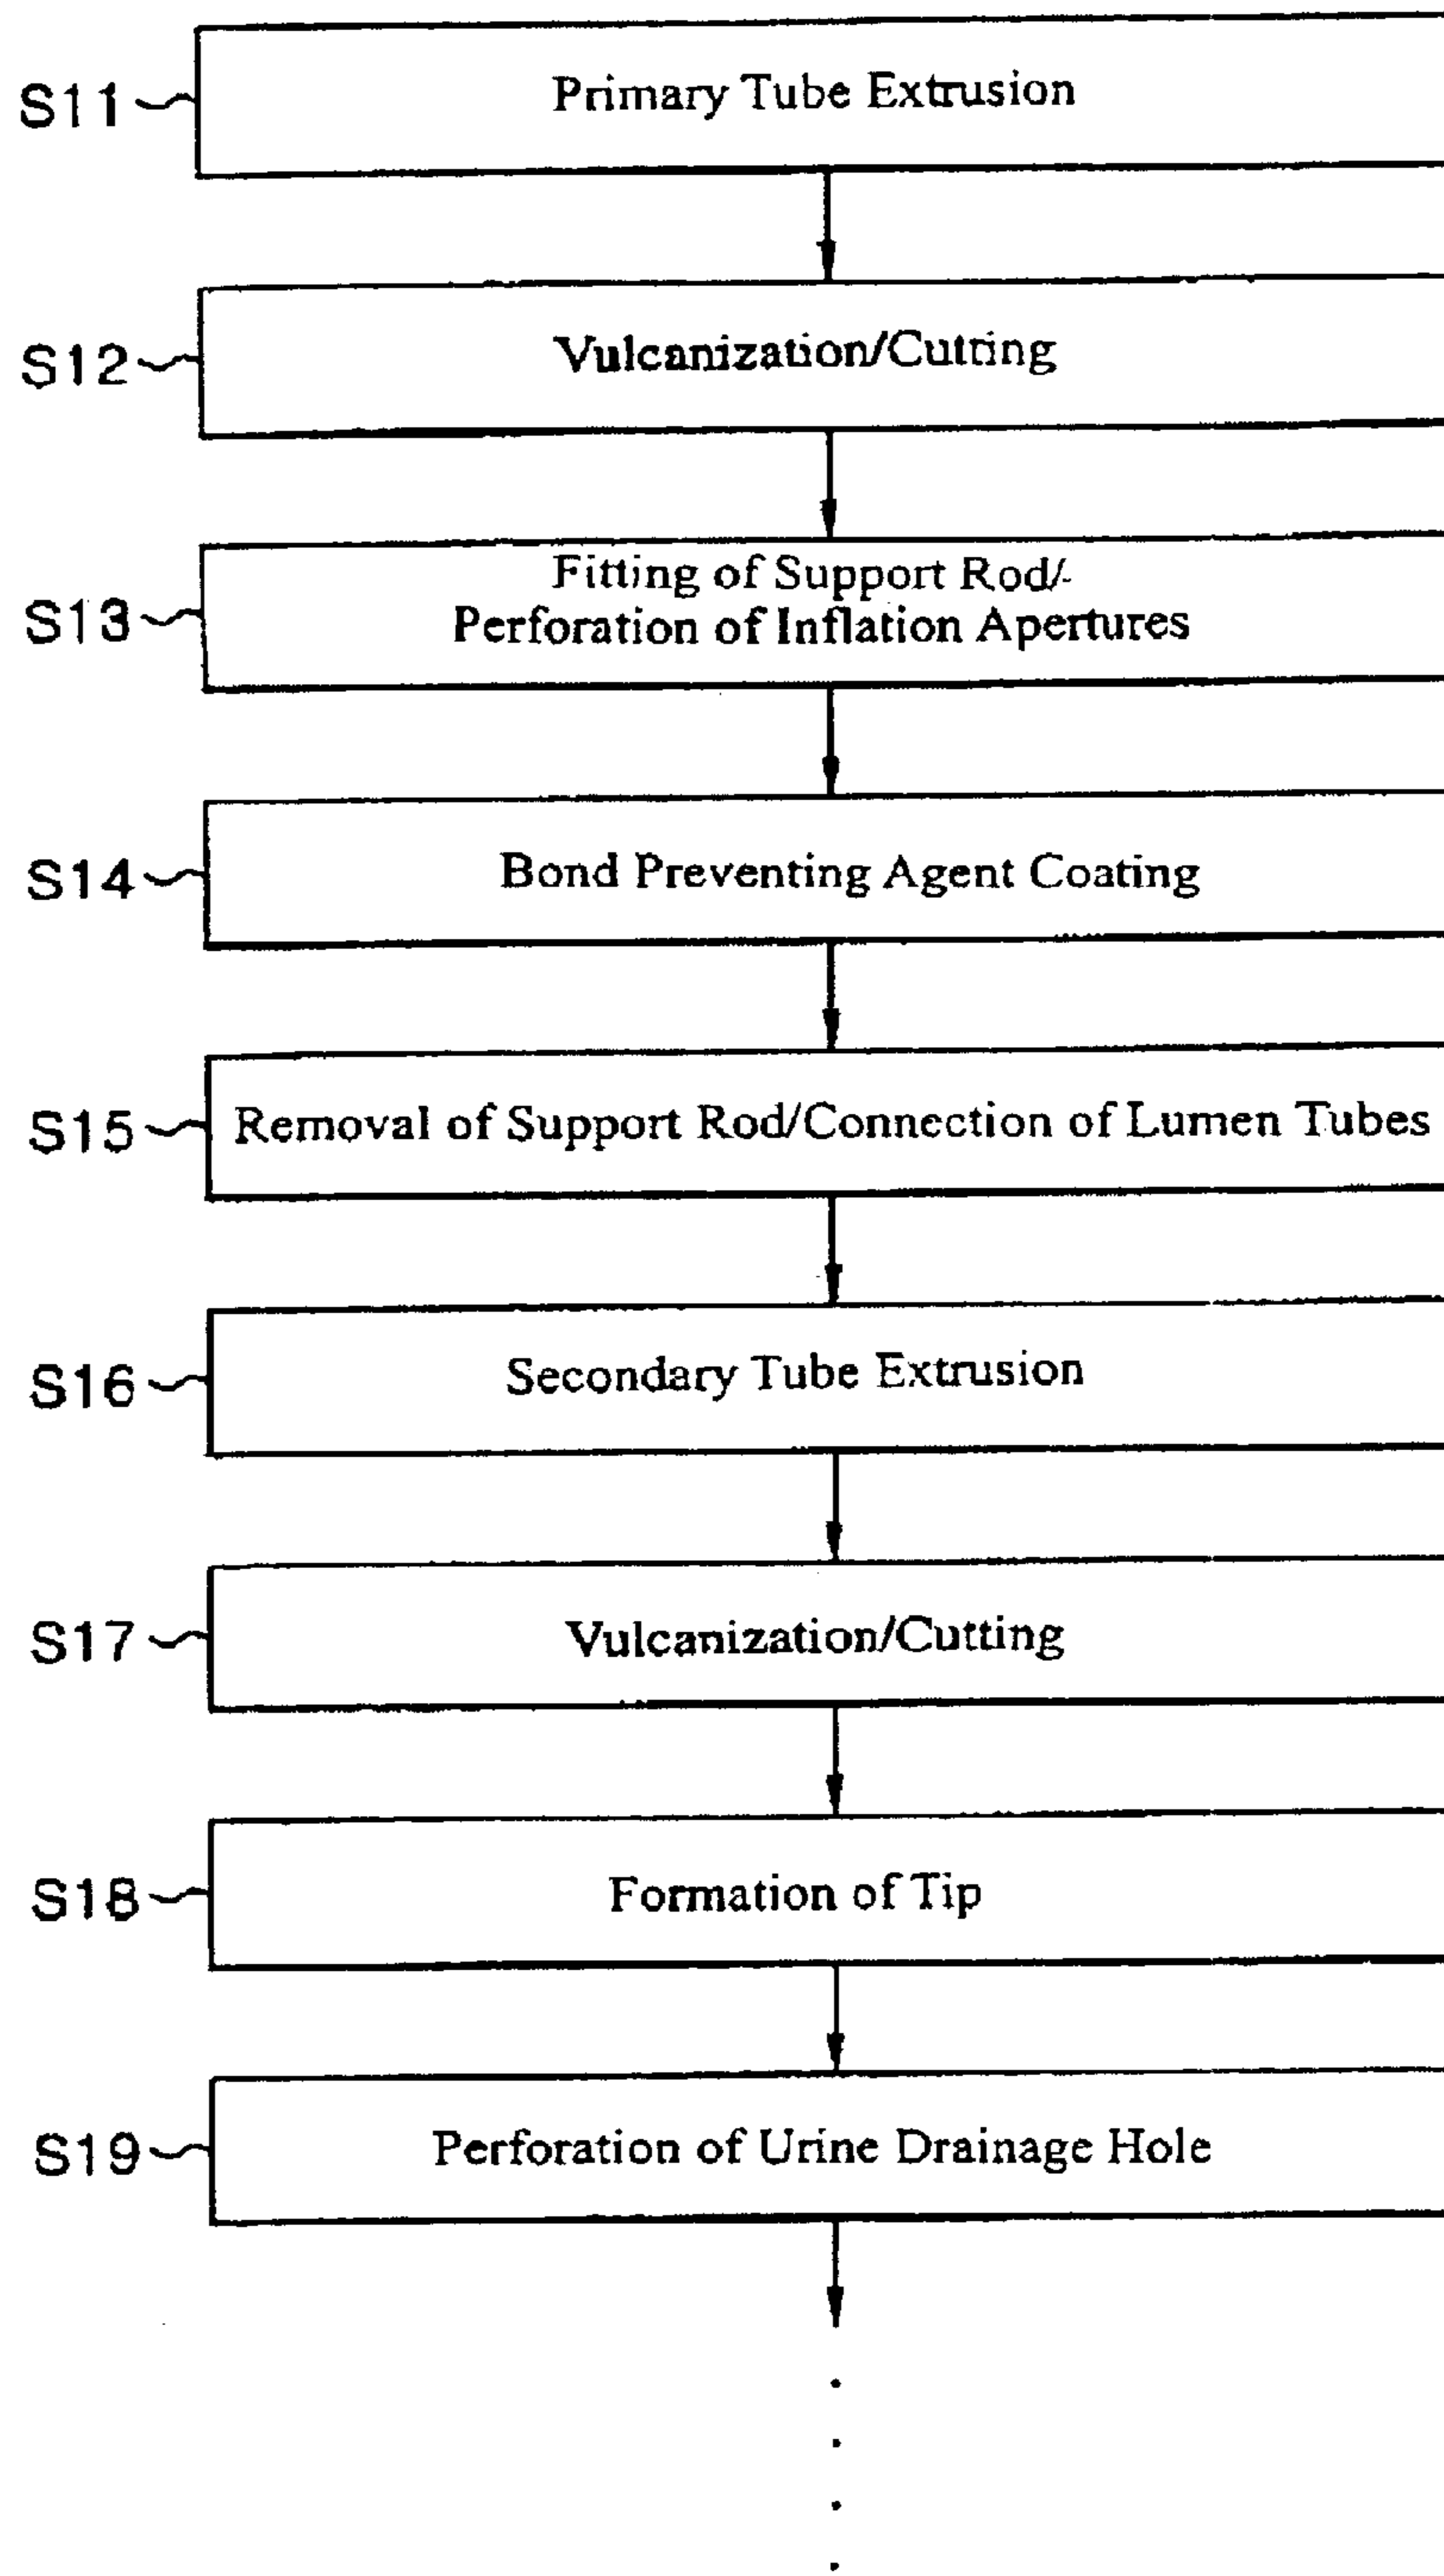 S11 Primary Tube Extrusion
S12 Vulcanization/Cutting
Fitting of Support Rod/-
S13 Perforation of Inflation Apertures
S14 Bond Preventing Agent Coating
S15 Removal of Support Rod/Connection of Lumen Tubes
S16 Secondary Tube Extrusion
S17 Vulcanization/Cutting
S18 Formation of Tip
S19 Perforation of Urine Drainage Hole